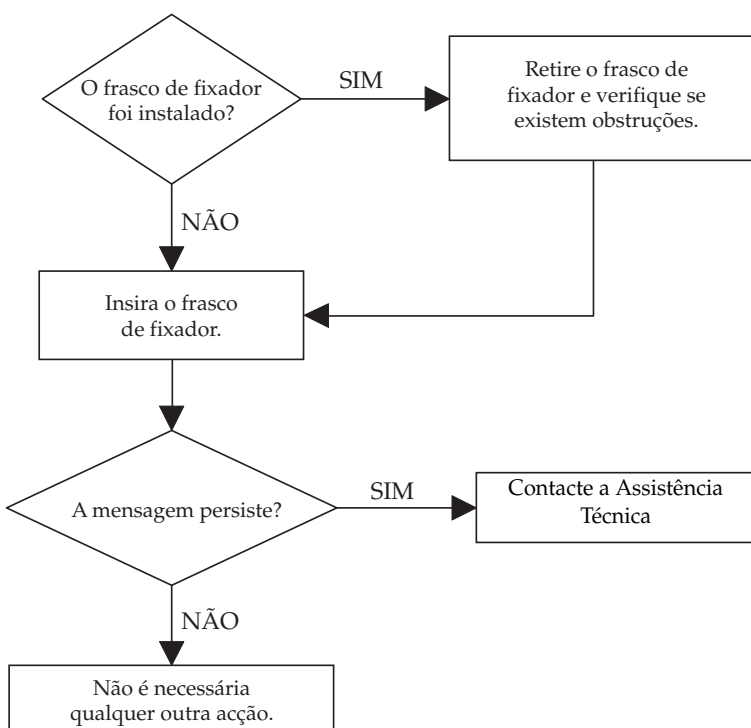 O frasco de fixador
foi instalado?
SIM
Retire o frasco de
fixador e verifique se
existem obstruções.
NÃO
Insira o frasco
de fixador.
A mensagem persiste?
SIM
Contacte a Assistência
Técnica
NÃO
Não é necessária
qualquer outra acção.